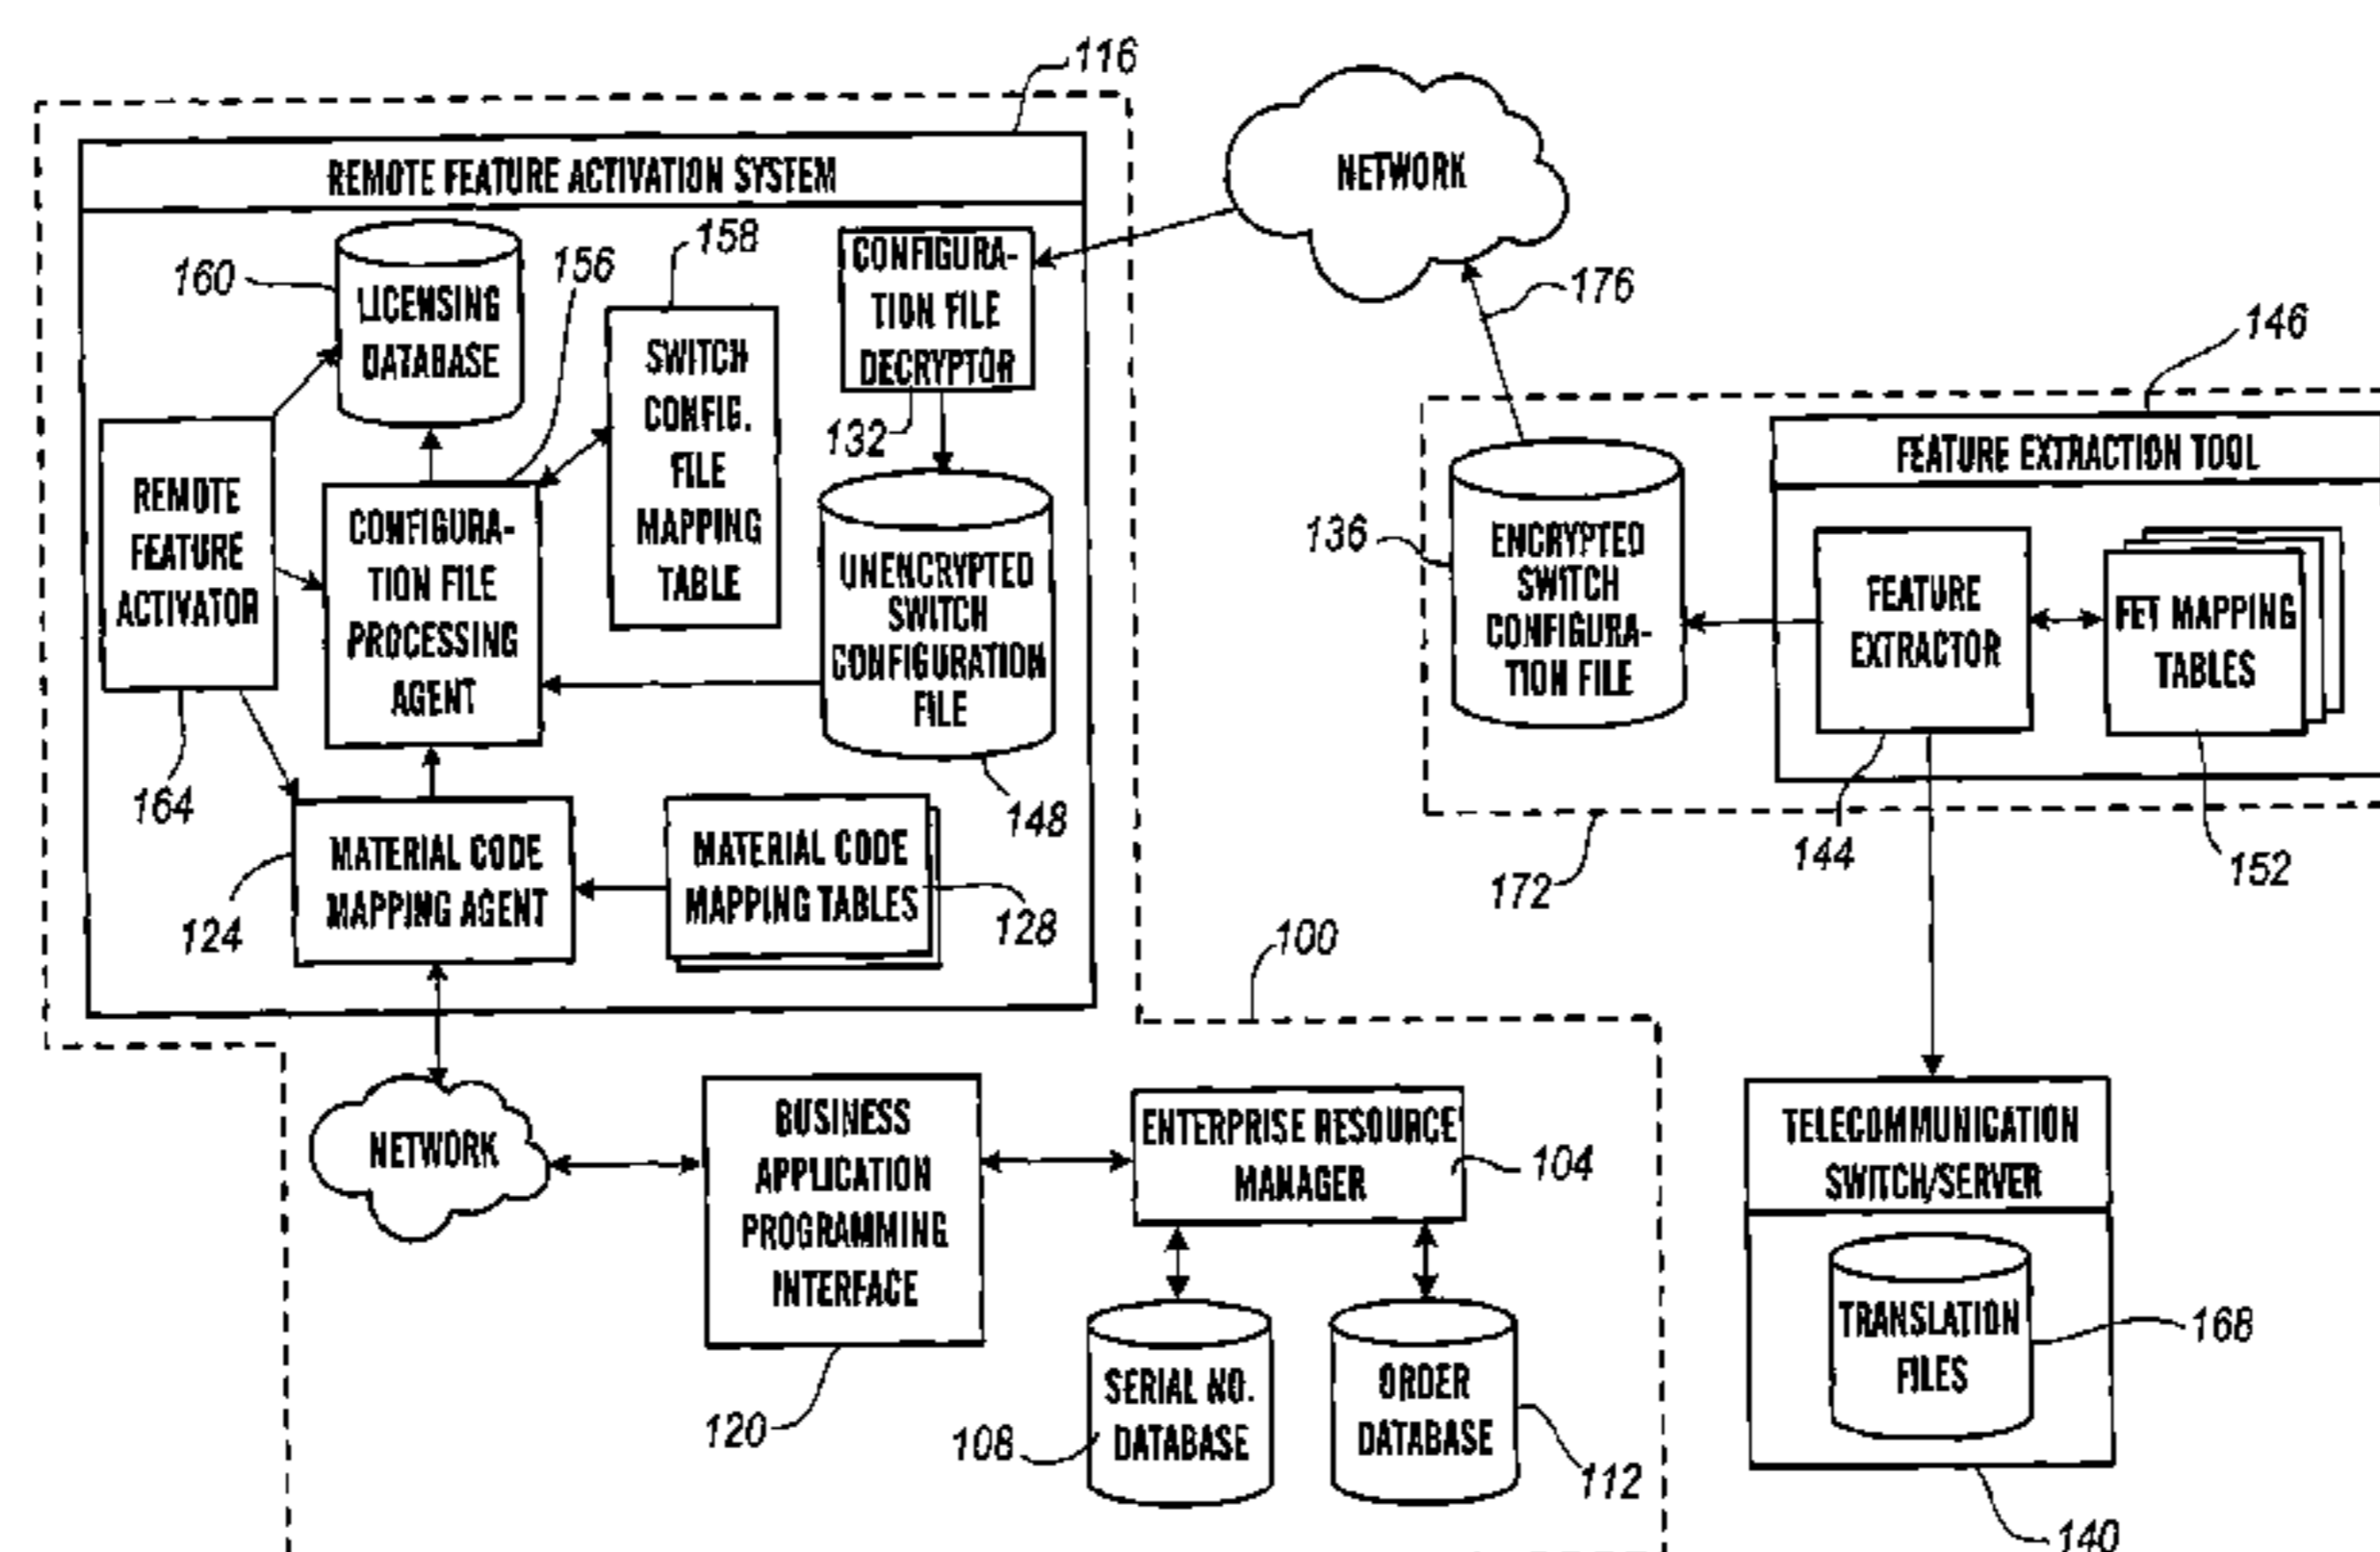 116
REMOTE FEATURE ACTIVATION SYSTEM
160
LICENSING
DATABASE
156
158
SWITCH
CONFIG.
FILE
MAPPING
TABLE
CONFIGURA-
TION FILE
DECRYPTOR
132
REMOTE
FEATURE
ACTIVATOR
164
CONFIGURA-
TION FILE
PROCESSING
AGENT
UNENCRYPTED
SWITCH
CONFIGURATION
FILE
148
124
MATERIAL CODE
MAPPING AGENT
MATERIAL CODE
MAPPING TABLES
128
NETWORK
176
146
FEATURE EXTRACTION TOOL
136
ENCRYPTED
SWITCH
CONFIGURA-
TION FILE
FEATURE
EXTRACTOR
FET MAPPING
TABLES
144
152
172
100
NETWORK
BUSINESS
APPLICATION
PROGRAMMING
INTERFACE
120
ENTERPRISE RESOURCE
MANAGER
104
SERIAL NO.
DATABASE
108
ORDER
DATABASE
112
TELECOMMUNICATION
SWITCH/SERVER
TRANSLATION
FILES
168
140